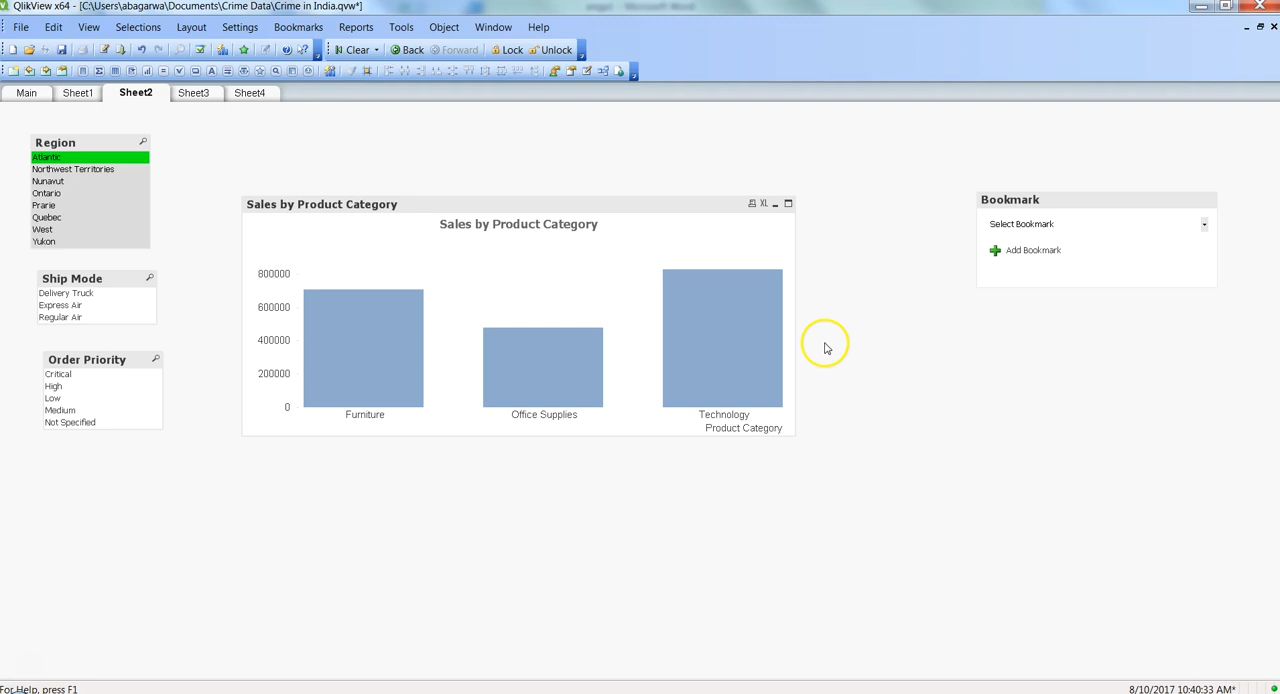 QlikView x64 - [C:\Users\abagarwa\Documents\Crime Data\Crime in India.qvw*]
File Edit View Selections Layout Settings Bookmarks Reports Tools Object Window Help
Clear Back Forward Lock Unlock
Main Sheet1 Sheet2 Sheet3 Sheet4
Region
Atlantic
Northwest Territories
Nunavut
Ontario
Prarie
Quebec
West
Yukon
Ship Mode
Delivery Truck
Express Air
Regular Air
Order Priority
Critical
High
Low
Medium
Not Specified
Sales by Product Category XL
Sales by Product Category
800000
600000
400000
200000
0
Furniture Office Supplies Technology
Product Category
Bookmark
Select Bookmark
Add Bookmark
For Help, press F1 8/10/2017 10:40:33 AM*